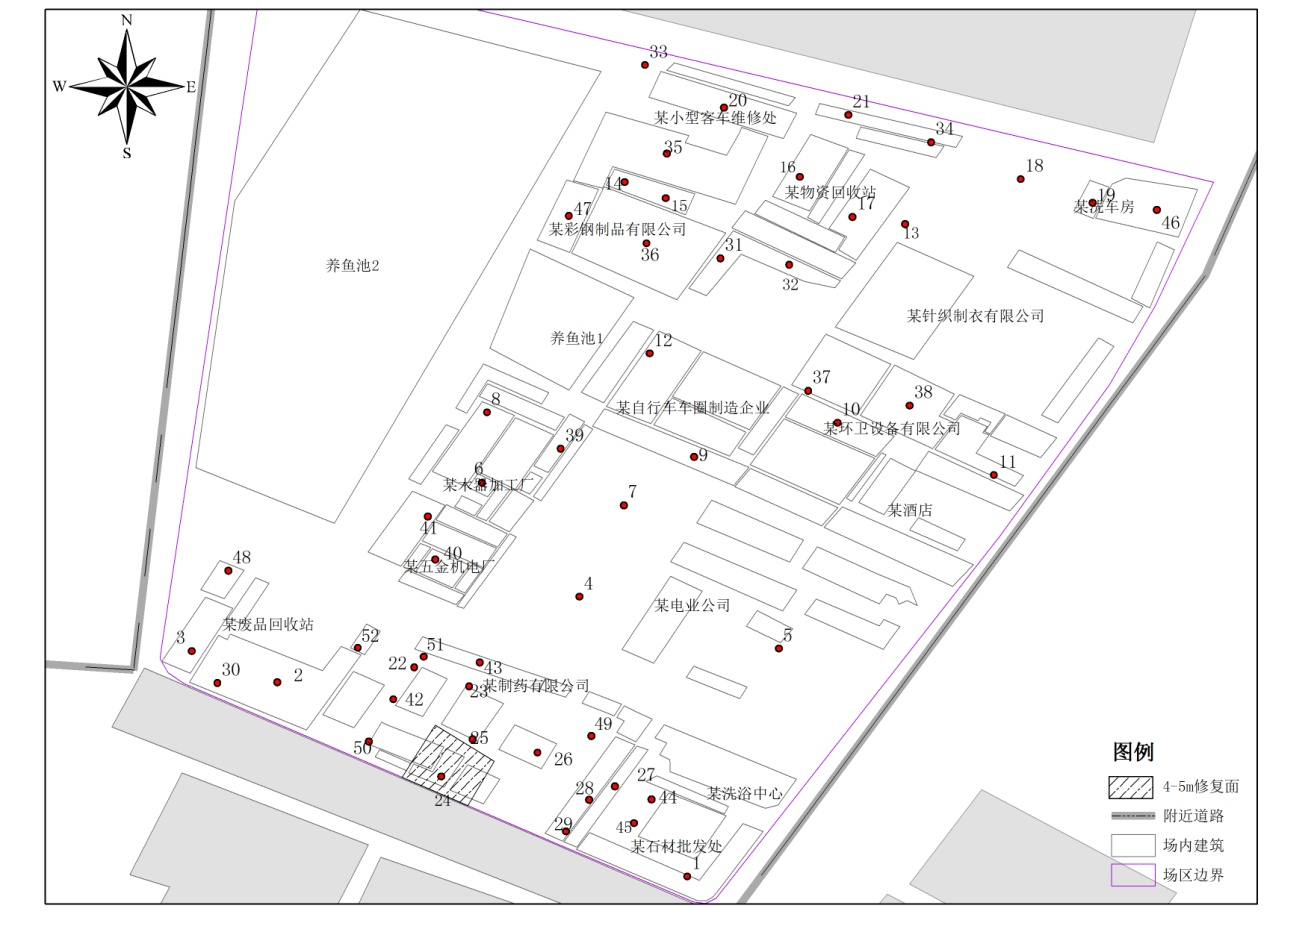 N
W
E
S
33
20
某小型客车维修处
21
34
35
16
18
14
15
某物资回收站
19
某洗车房
47
某彩钢制品有限公司
17
46
13
36
31
32
养鱼池2
某针织制衣有限公司
养鱼池1
12
37
38
8
某自行车车圈制造企业
10
某环卫设备有限公司
39
9
11
6
某木器加工厂
7
某酒店
41
40
某五金机电厂
48
4
某电业公司
某废品回收站
3
52
5
51
22
43
30
2
23
某制药有限公司
42
49
50
25
26
图例
27
4-5m修复面
28
44
某洗浴中心
24
附近道路
29
45
某石材批发处
场内建筑
1
场区边界